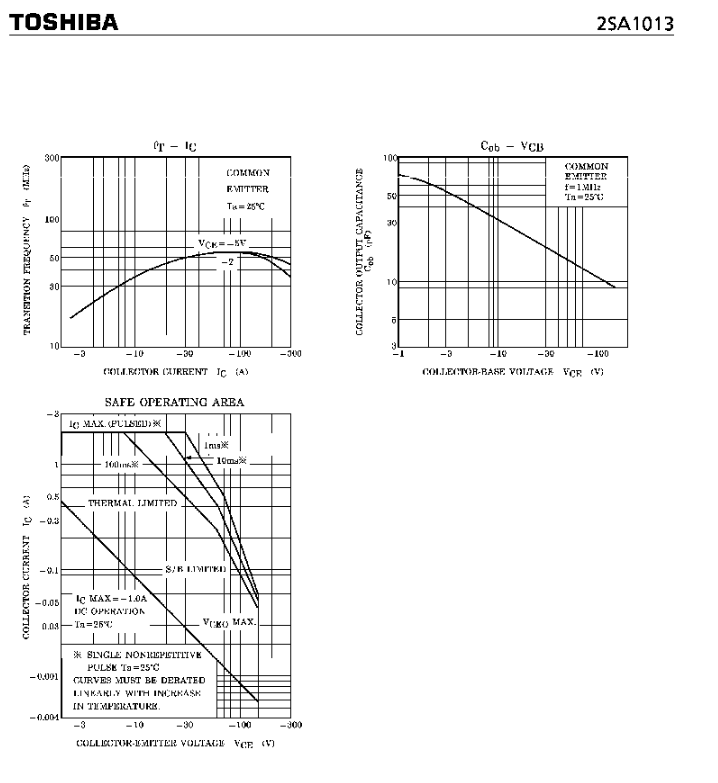 TOSHIBA
2SA1013
fT – IC
TRANSITION FREQUENCY fT (MHz)
300
100
50
30
10
COMMON
EMITTER
Ta=25°C
VCE=-5V
-2
-3
-10
-30
-100
-300
COLLECTOR CURRENT IC (A)
Cob – VCB
COLLECTOR OUTPUT CAPACITANCE
Cob (pF)
100
50
30
10
5
3
COMMON
EMITTER
f=1MHz
Ta=25°C
-1
-3
-10
-30
-100
COLLECTOR-BASE VOLTAGE VCE (V)
SAFE OPERATING AREA
COLLECTOR CURRENT IC (A)
-3
1
0.5
-0.3
-0.1
-0.05
0.03
-0.001
-0.004
IC MAX.(PULSED)※
1ms※
10ms※
100ms※
THERMAL LIMITED
S/B LIMITED
IC MAX=-1.0A
DC OPERATION
Ta=25°C
VCEO MAX.
※ SINGLE NONREPETITIVE
PULSE Ta=25°C
CURVES MUST BE DERATED
LINEARLY WITH INCREASE
IN TEMPERATURE.
-3
-10
-30
-100
-300
COLLECTOR-EMITTER VOLTAGE VCE (V)